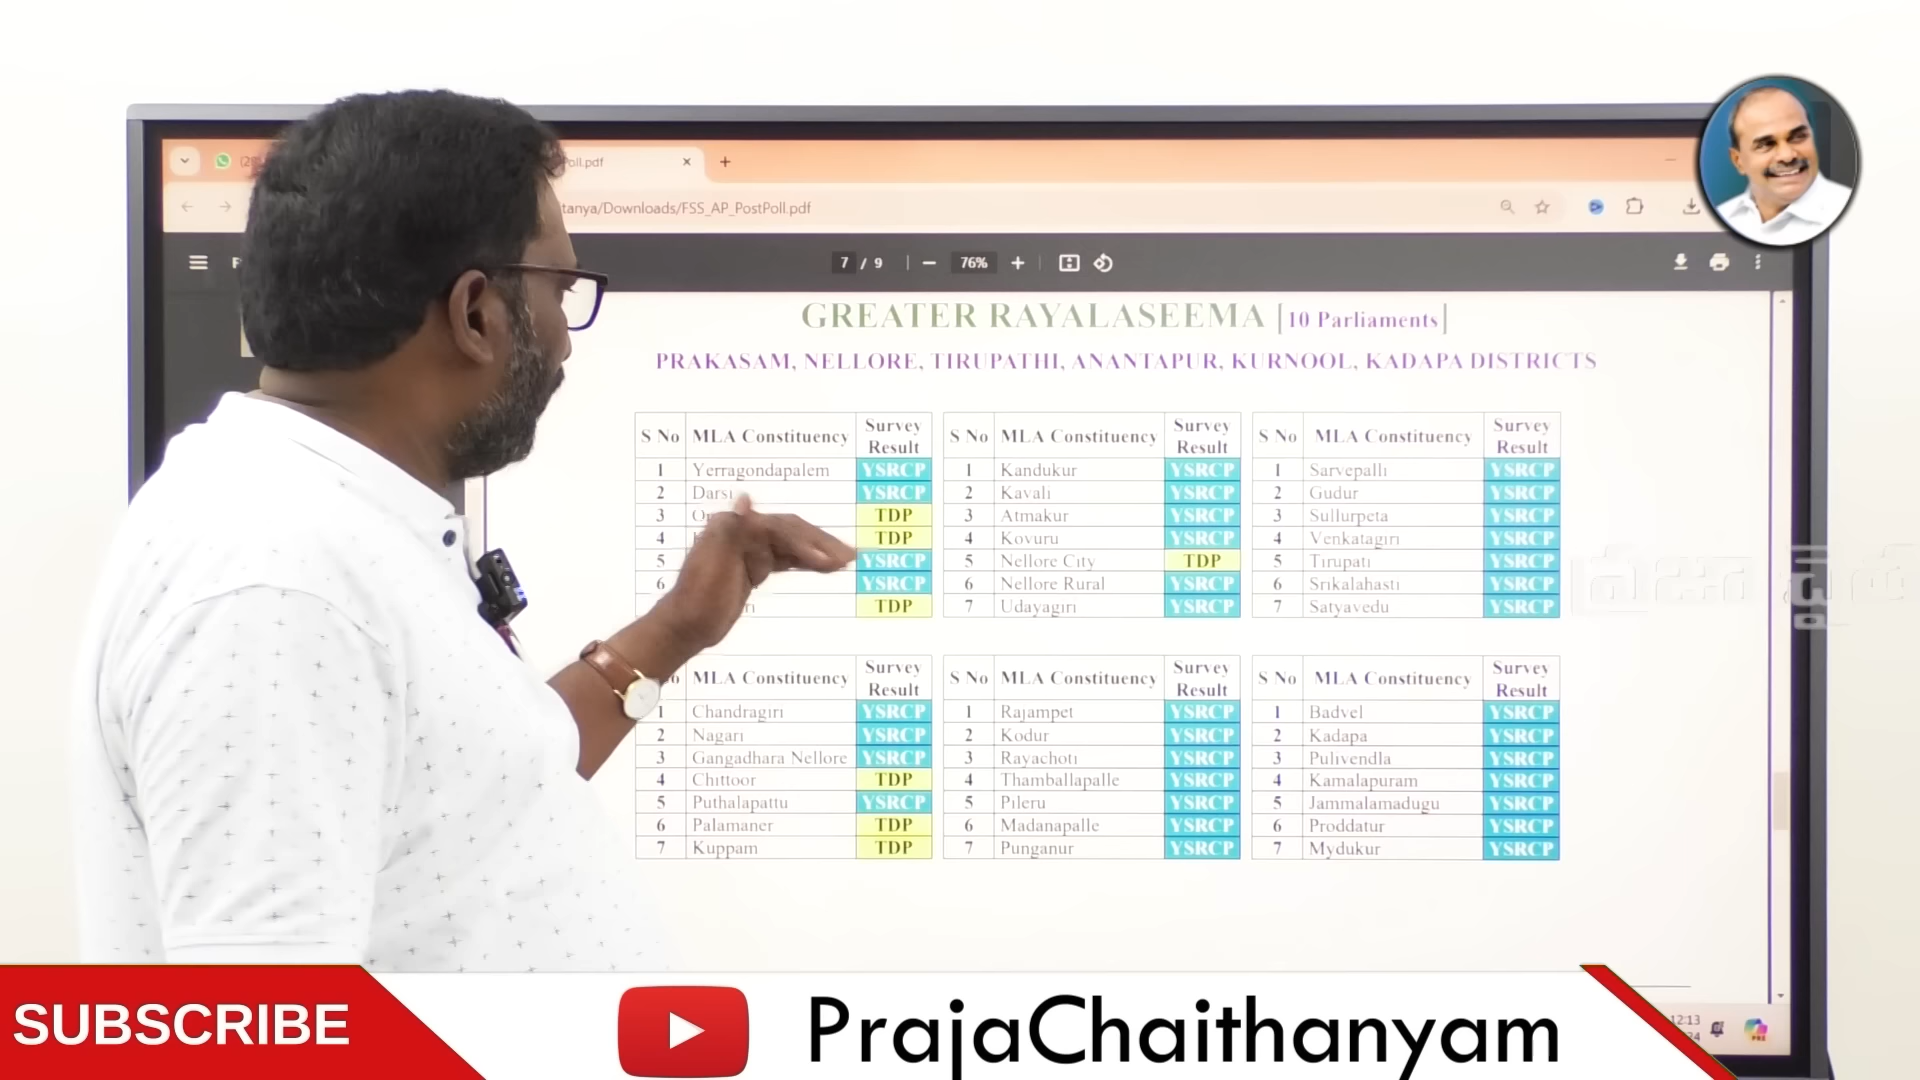 Poll.pdf
tanya/Downloads/FSS_AP_PostPoll.pdf
7 / 9 76%
GREATER RAYALASEEMA [10 Parliaments]
PRAKASAM, NELLORE, TIRUPATHI, ANANTAPUR, KURNOOL, KADAPA DISTRICTS
S No MLA Constituency Survey Result
1 Yerragondapalem YSRCP
2 Darsi YSRCP
3 TDP
4 TDP
5 YSRCP
6 YSRCP
TDP
S No MLA Constituency Survey Result
1 Kandukur YSRCP
2 Kavali YSRCP
3 Atmakur YSRCP
4 Kovuru YSRCP
5 Nellore City TDP
6 Nellore Rural YSRCP
7 Udayagiri YSRCP
S No MLA Constituency Survey Result
1 Sarvepalli YSRCP
2 Gudur YSRCP
3 Sullurpeta YSRCP
4 Venkatagiri YSRCP
5 Tirupati YSRCP
6 Srikalahasti YSRCP
7 Satyavedu YSRCP
MLA Constituency Survey Result
1 Chandragiri YSRCP
2 Nagari YSRCP
3 Gangadhara Nellore YSRCP
4 Chittoor TDP
5 Puthalapattu YSRCP
6 Palamaner TDP
7 Kuppam TDP
S No MLA Constituency Survey Result
1 Rajampet YSRCP
2 Kodur YSRCP
3 Rayachoti YSRCP
4 Thamballapalle YSRCP
5 Pileru YSRCP
6 Madanapalle YSRCP
7 Punganur YSRCP
S No MLA Constituency Survey Result
1 Badvel YSRCP
2 Kadapa YSRCP
3 Pulivendla YSRCP
4 Kamalapuram YSRCP
5 Jammalamadugu YSRCP
6 Proddatur YSRCP
7 Mydukur YSRCP
12:13
SUBSCRIBE
PrajaChaithanyam